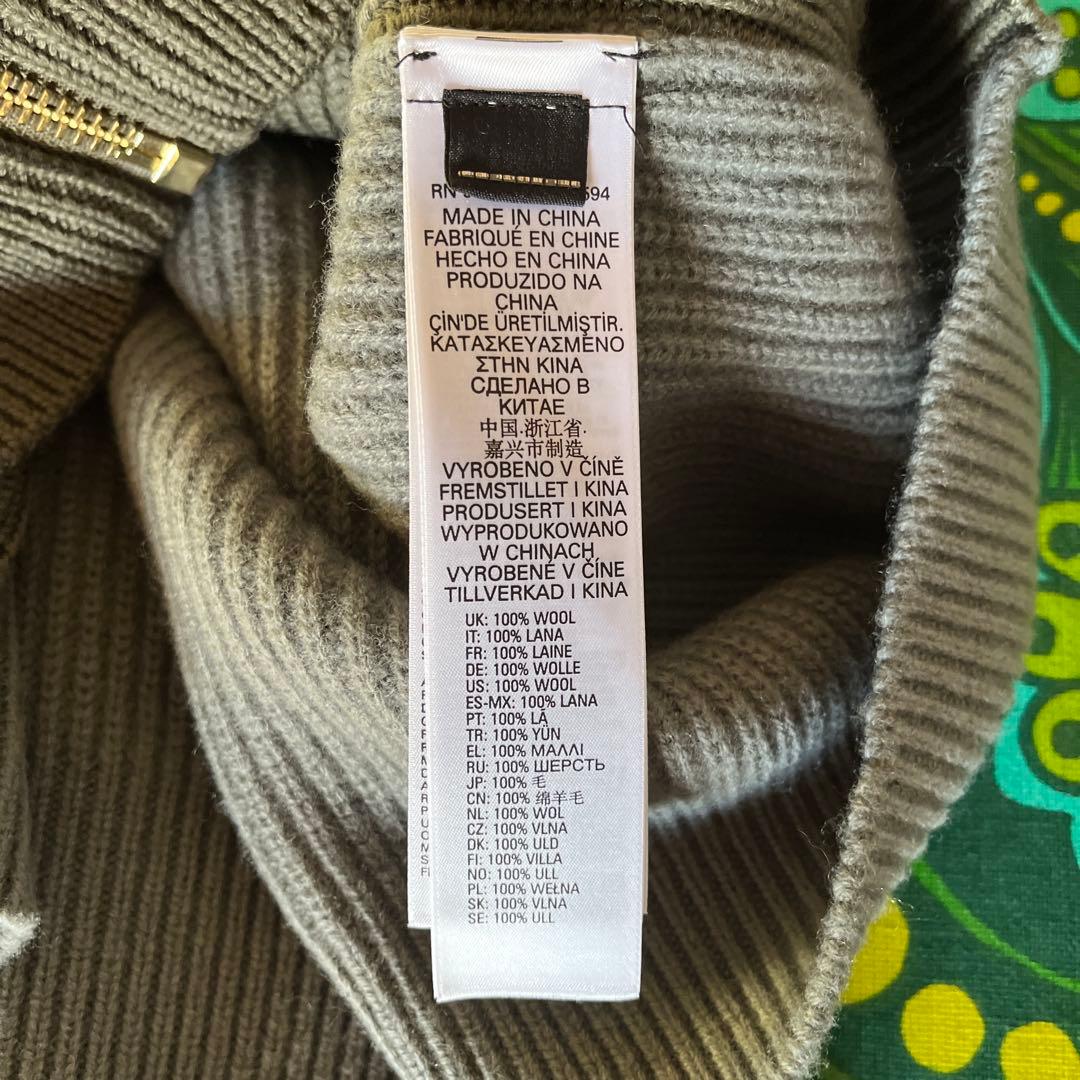 RN 594
MADE IN CHINA
FABRIQUÉ EN CHINE
HECHO EN CHINA
PRODUZIDO NA
CHINA
ÇİN'DE ÜRETİLMİŞTİR.
ΚΑΤΑΣΚΕΥΑΣΜΕΝΟ
ΣΤΗΝ ΚΙΝΑ
СДЕЛАНО В
КИТАЕ
中国.浙江省.
嘉兴市制造
VYROBENO V ČÍNĚ
FREMSTILLET I KINA
PRODUSERT I KINA
WYPRODUKOWANO
W CHINACH
VYROBENÉ V ČÍNE
TILLVERKAD I KINA
UK: 100% WOOL
IT: 100% LANA
FR: 100% LAINE
DE: 100% WOLLE
US: 100% WOOL
ES-MX: 100% LANA
PT: 100% LÃ
TR: 100% YÜN
EL: 100% ΜΑΛΛΙ
RU: 100% ШЕРСТЬ
JP: 100% 毛
CN: 100% 绵羊毛
NL: 100% WOL
CZ: 100% VLNA
DK: 100% ULD
FI: 100% VILLA
NO: 100% ULL
PL: 100% WEŁNA
SK: 100% VLNA
SE: 100% ULL